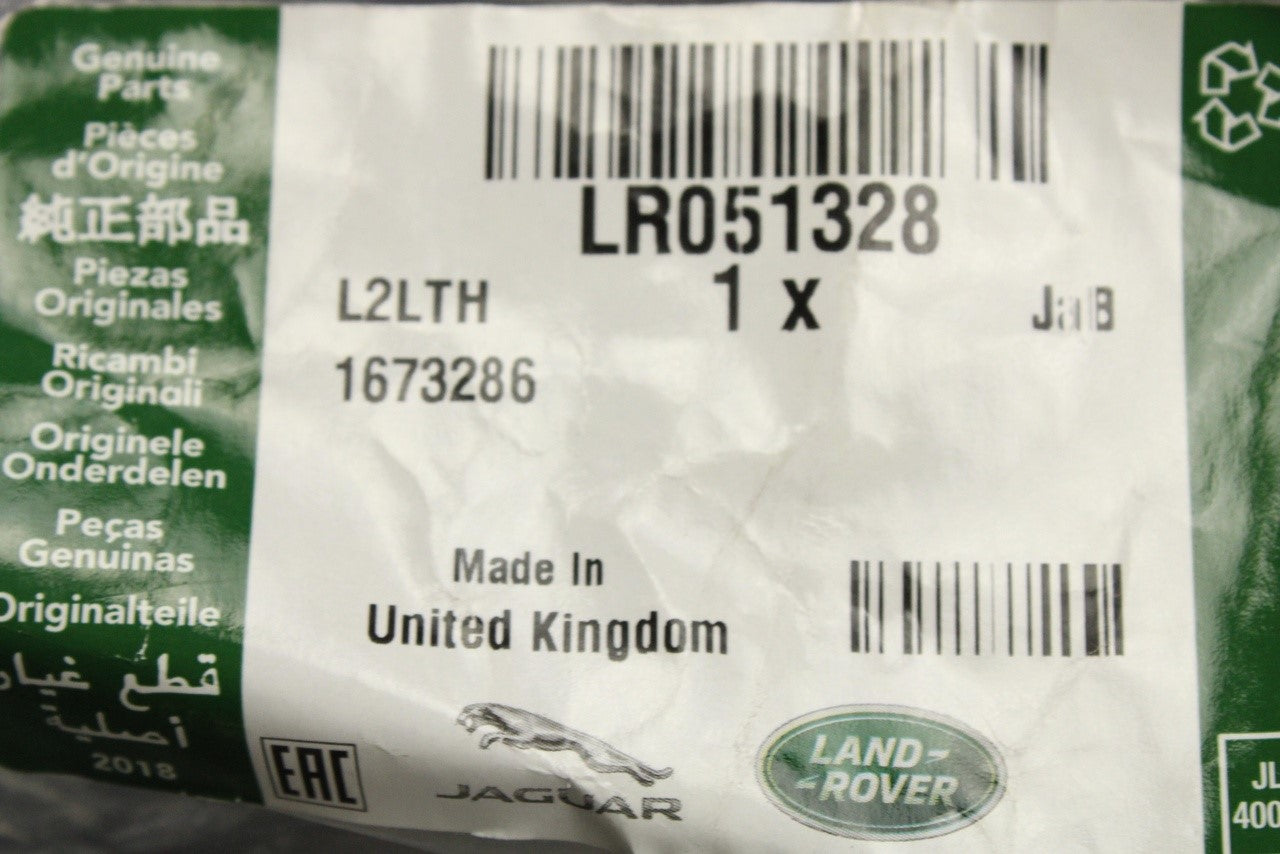 Genuine
Parts
Pièces
d'Origine
純正部品
Piezas
Originales
Ricambi
Originali
Originele
Onderdelen
Peças
Genuinas
Originalteile
قطع غيار
أصلية
2018
LR051328
L2LTH
1 x
1673286
Made In
United Kingdom
EAC
JAGUAR
LAND-
-ROVER
JL
400